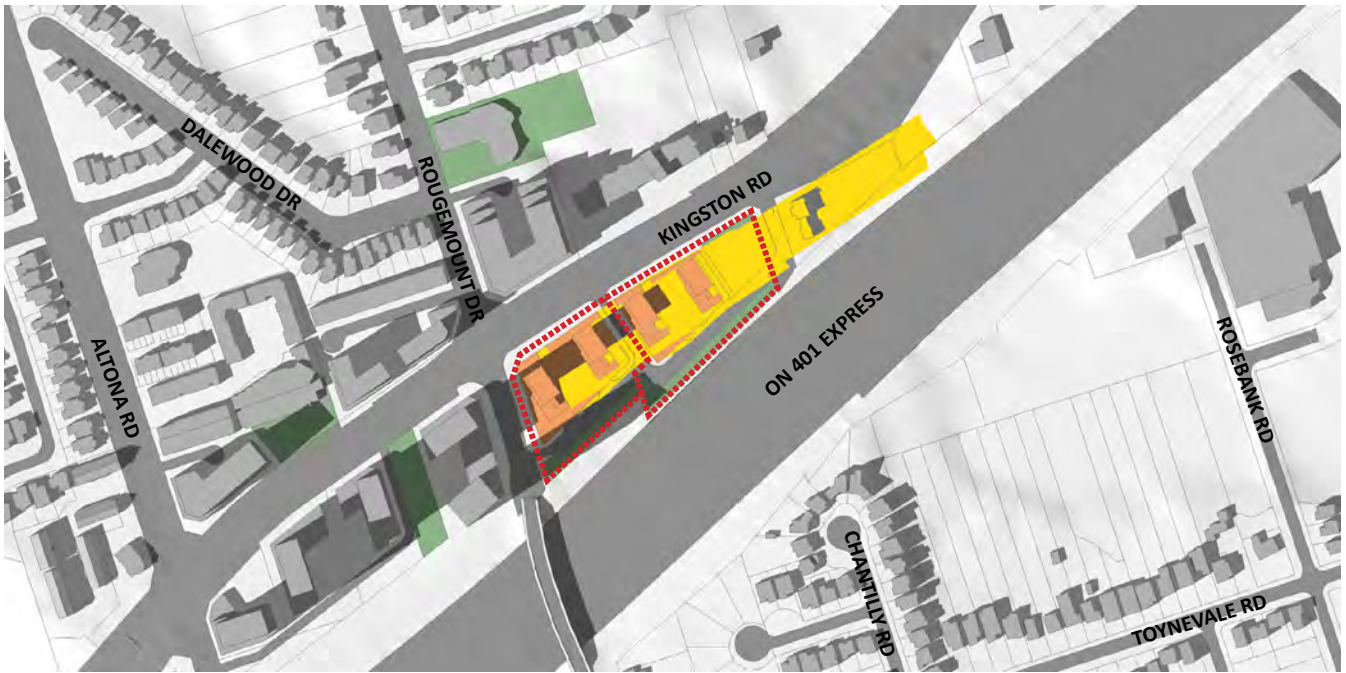 DALEWOOD DR
ROUGEMOUNT DR
KINGSTON RD
ALTONA RD
ON 401 EXPRESS
ROSEBANK RD
CHANTILLY RD
TOYNEVALE RD